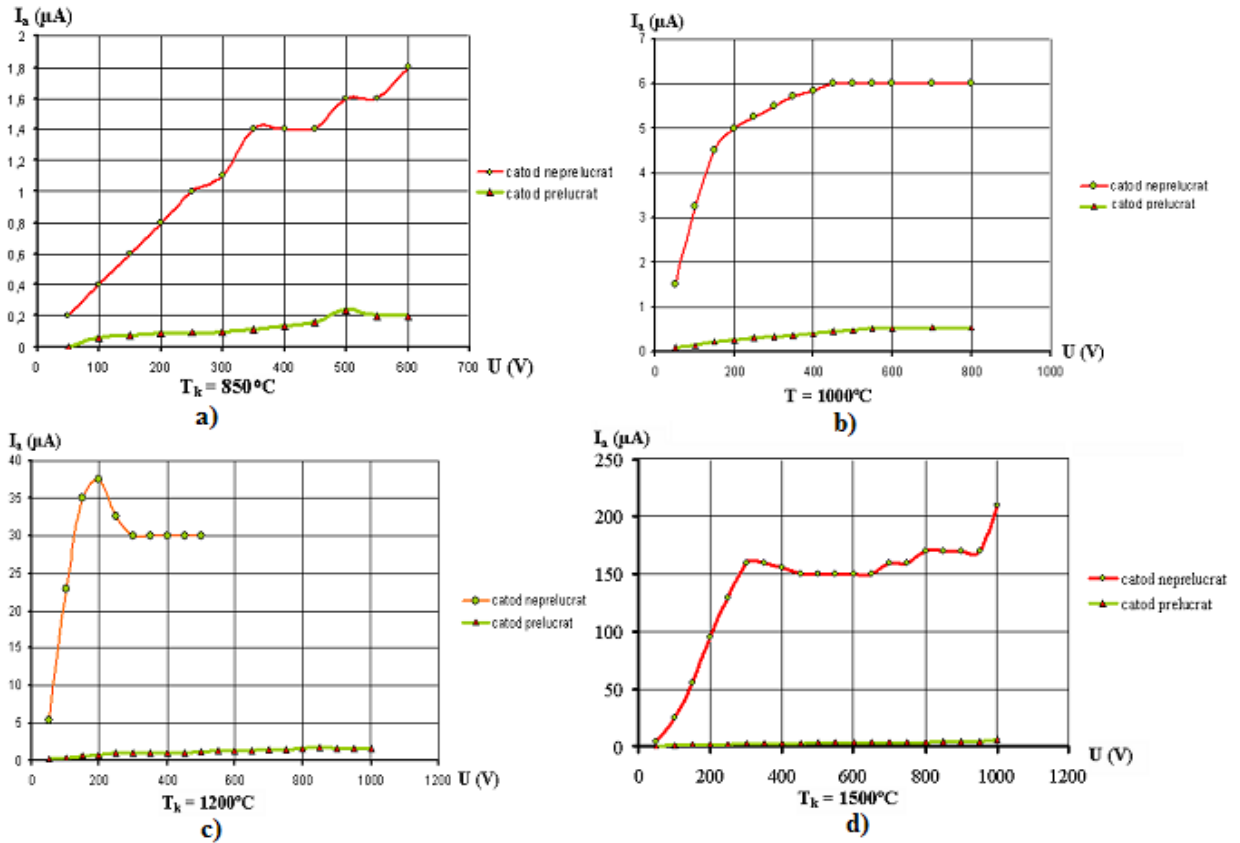 Iₐ (µA)
2
1,8
1,6
1,4
1,2
1
0,8
0,6
0,4
0,2
0
0 100 200 300 400 500 600 700
U (V)
catod neprelucrat
catod prelucrat
Tₖ = 850°C
a)
Iₐ (µA)
7
6
5
4
3
2
1
0
0 200 400 600 800 1000
U (V)
catod neprelucrat
catod prelucrat
T = 1000°C
b)
Iₐ (µA)
40
35
30
25
20
15
10
5
0
0 200 400 600 800 1000 1200
U (V)
catod neprelucrat
catod prelucrat
Tₖ = 1200°C
c)
Iₐ (µA)
250
200
150
100
50
0
0 200 400 600 800 1000 1200
U (V)
catod neprelucrat
catod prelucrat
Tₖ = 1500°C
d)